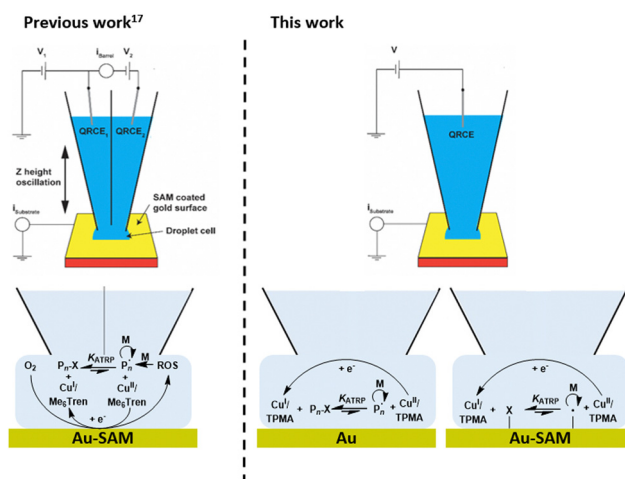 Previous work17
This work
V1
iBarrel
V2
V
QRCE1
QRCE2
QRCE
Z height
oscillation
SAM coated
gold surface
iSubstrate
Droplet cell
iSubstrate
O2
Pn-X
KATRP
M
Pn•
M
ROS
+
+
CuI/
Me6Tren
CuII/
Me6Tren
+ e-
Au-SAM
+ e-
CuI/
TPMA
+ Pn-X
KATRP
M
Pn•
+ CuII/
TPMA
Au
+ e-
CuI/
TPMA
+ X
KATRP
M
•
+ CuII/
TPMA
Au-SAM